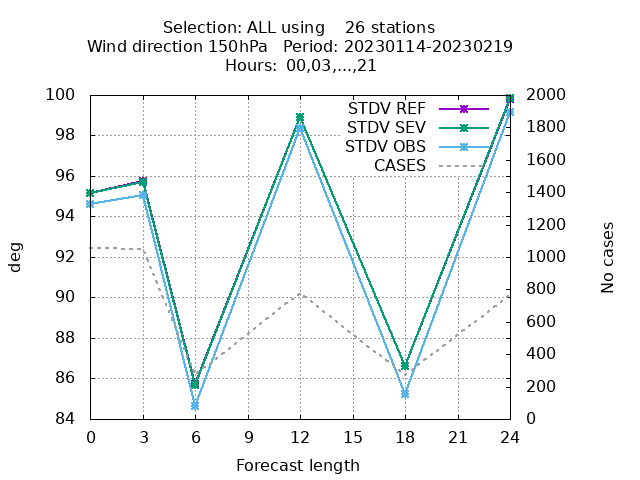 Selection: ALL using    26 stations
Wind direction 150hPa   Period: 20230114-20230219
Hours:  00,03,...,21
STDV REF
STDV SEV
STDV OBS
CASES
100
98
96
94
92
90
88
86
84
deg
2000
1800
1600
1400
1200
1000
800
600
400
200
0
No cases
0 3 6 9 12 15 18 21 24
Forecast length